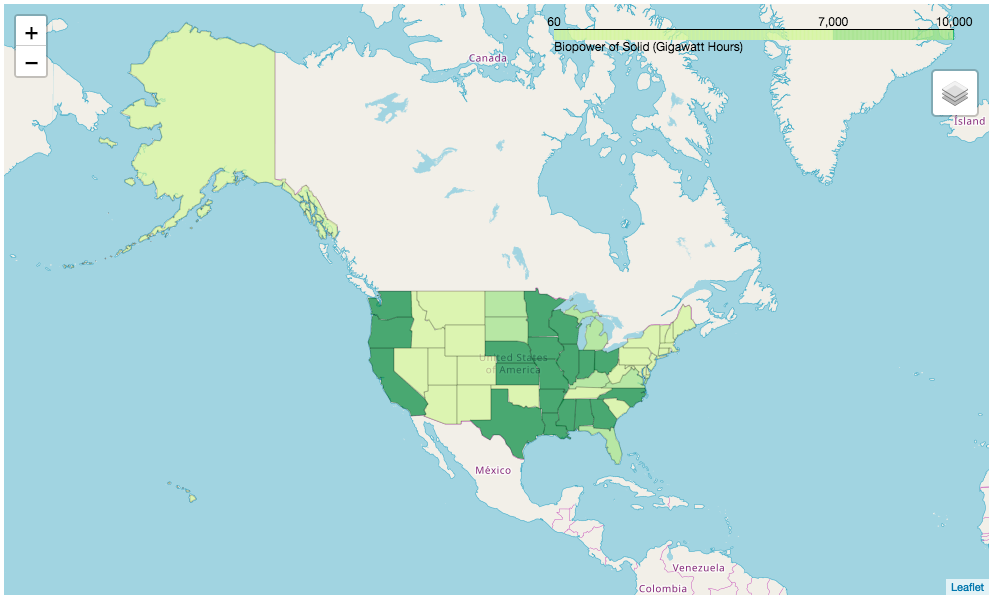 +
−
60
7,000
10,000
Biopower of Solid (Gigawatt Hours)
Canada
Ísland
United States
of America
México
Venezuela
Colombia
Leaflet